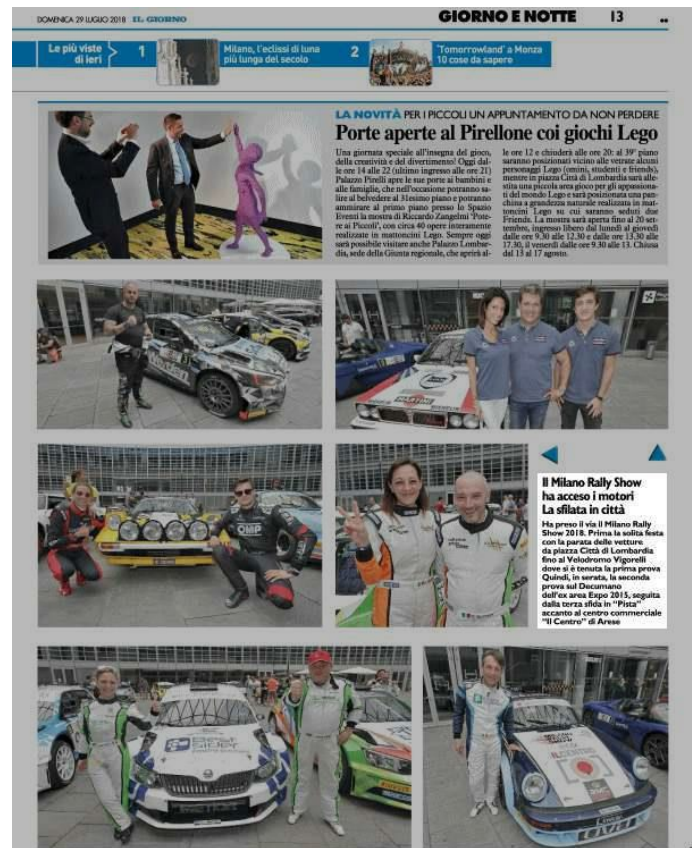 DOMENICA 29 LUGLIO 2018 IL GIORNO
GIORNO E NOTTE 13
Le più viste
di ieri
1
Milano, l'eclissi di luna
più lunga del secolo
2
'Tomorrowland' a Monza
10 cose da sapere
LA NOVITÀ PER I PICCOLI UN APPUNTAMENTO DA NON PERDERE
Porte aperte al Pirellone coi giochi Lego
Una giornata speciale all'insegna del gioco,
della creatività e del divertimento! Oggi dal-
le ore 14 alle 22 (ultimo ingresso alle ore 21)
Palazzo Pirelli apre le sue porte ai bambini e
alle famiglie, che nell'occasione potranno sa-
lire al belvedere al 31esimo piano e potranno
ammirare al primo piano presso lo Spazio
Eventi la mostra di Riccardo Zangelmi 'Pote-
re ai Piccoli', con circa 40 opere interamente
realizzate in mattoncini Lego. Sempre oggi
sarà possibile visitare anche Palazzo Lombar-
dia, sede della Giunta regionale, che aprirà al-
le ore 12 e chiuderà alle ore 20: al 39° piano
saranno posizionati vicino alle vetrate alcuni
personaggi Lego (omini, studenti e friends),
mentre in piazza Città di Lombardia sarà alle-
stita una piccola area gioco per gli appassiona-
ti del mondo Lego e sarà posizionata una pan-
china a grandezza naturale realizzata in mat-
toncini Lego su cui saranno seduti due
Friends. La mostra sarà aperta fino al 20 set-
tembre, ingresso libero dal lunedì al giovedì
dalle ore 9.30 alle 12.30 e dalle ore 13.30 alle
17.30, il venerdì dalle ore 9.30 alle 13. Chiusa
dal 13 al 17 agosto.
MARTINI
OMP
Il Milano Rally Show
ha acceso i motori
La sfilata in città
Ha preso il via il Milano Rally
Show 2018. Prima la solita festa
con la parata delle vetture
da piazza Città di Lombardia
fino al Velodromo Vigorelli
dove si è tenuta la prima prova
Quindi, in serata, la seconda
prova sul Decumano
dell'ex area Expo 2015, seguita
dalla terza sfida in "Pista"
accanto al centro commerciale
"Il Centro" di Arese
IL CENTRO